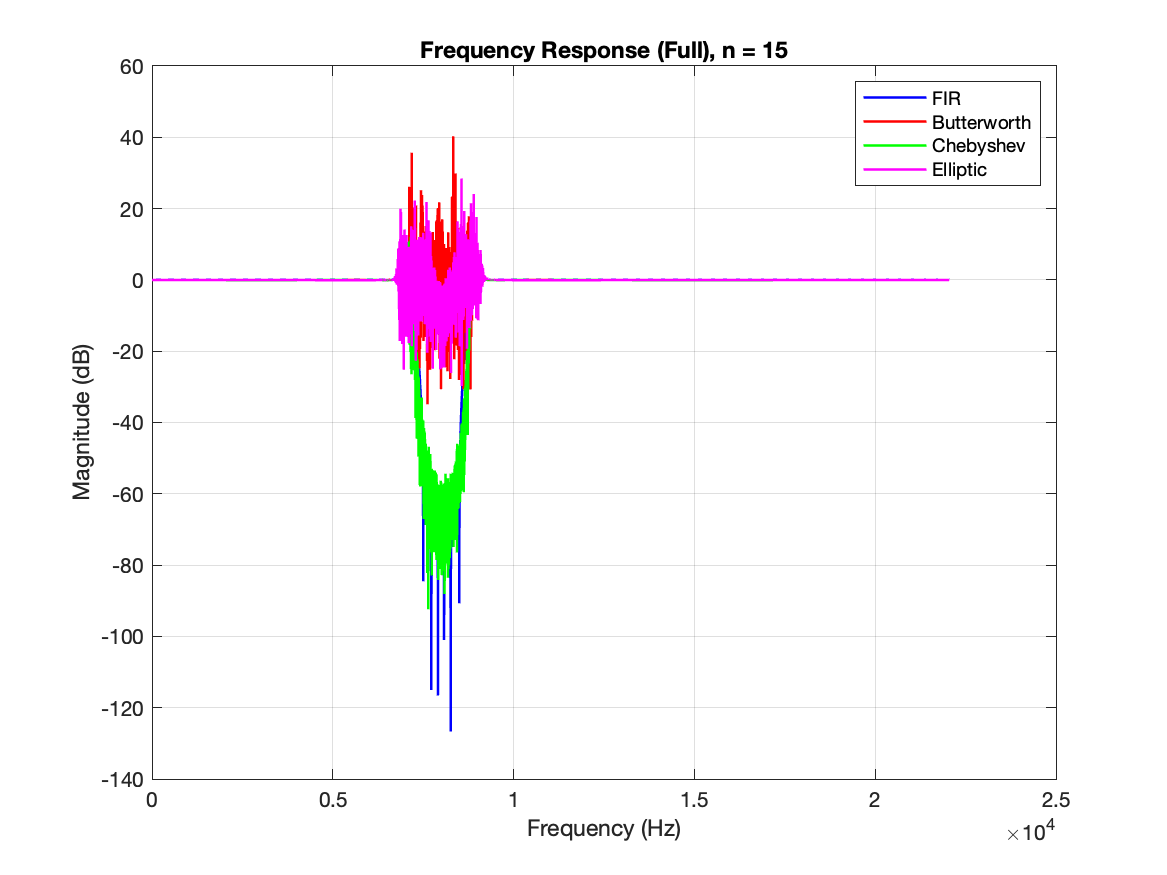 Frequency Response (Full), n = 15
FIR
Butterworth
Chebyshev
Elliptic
Magnitude (dB)
60
40
20
0
-20
-40
-60
-80
-100
-120
-140
0
0.5
1
1.5
2
2.5
Frequency (Hz)
×10^4